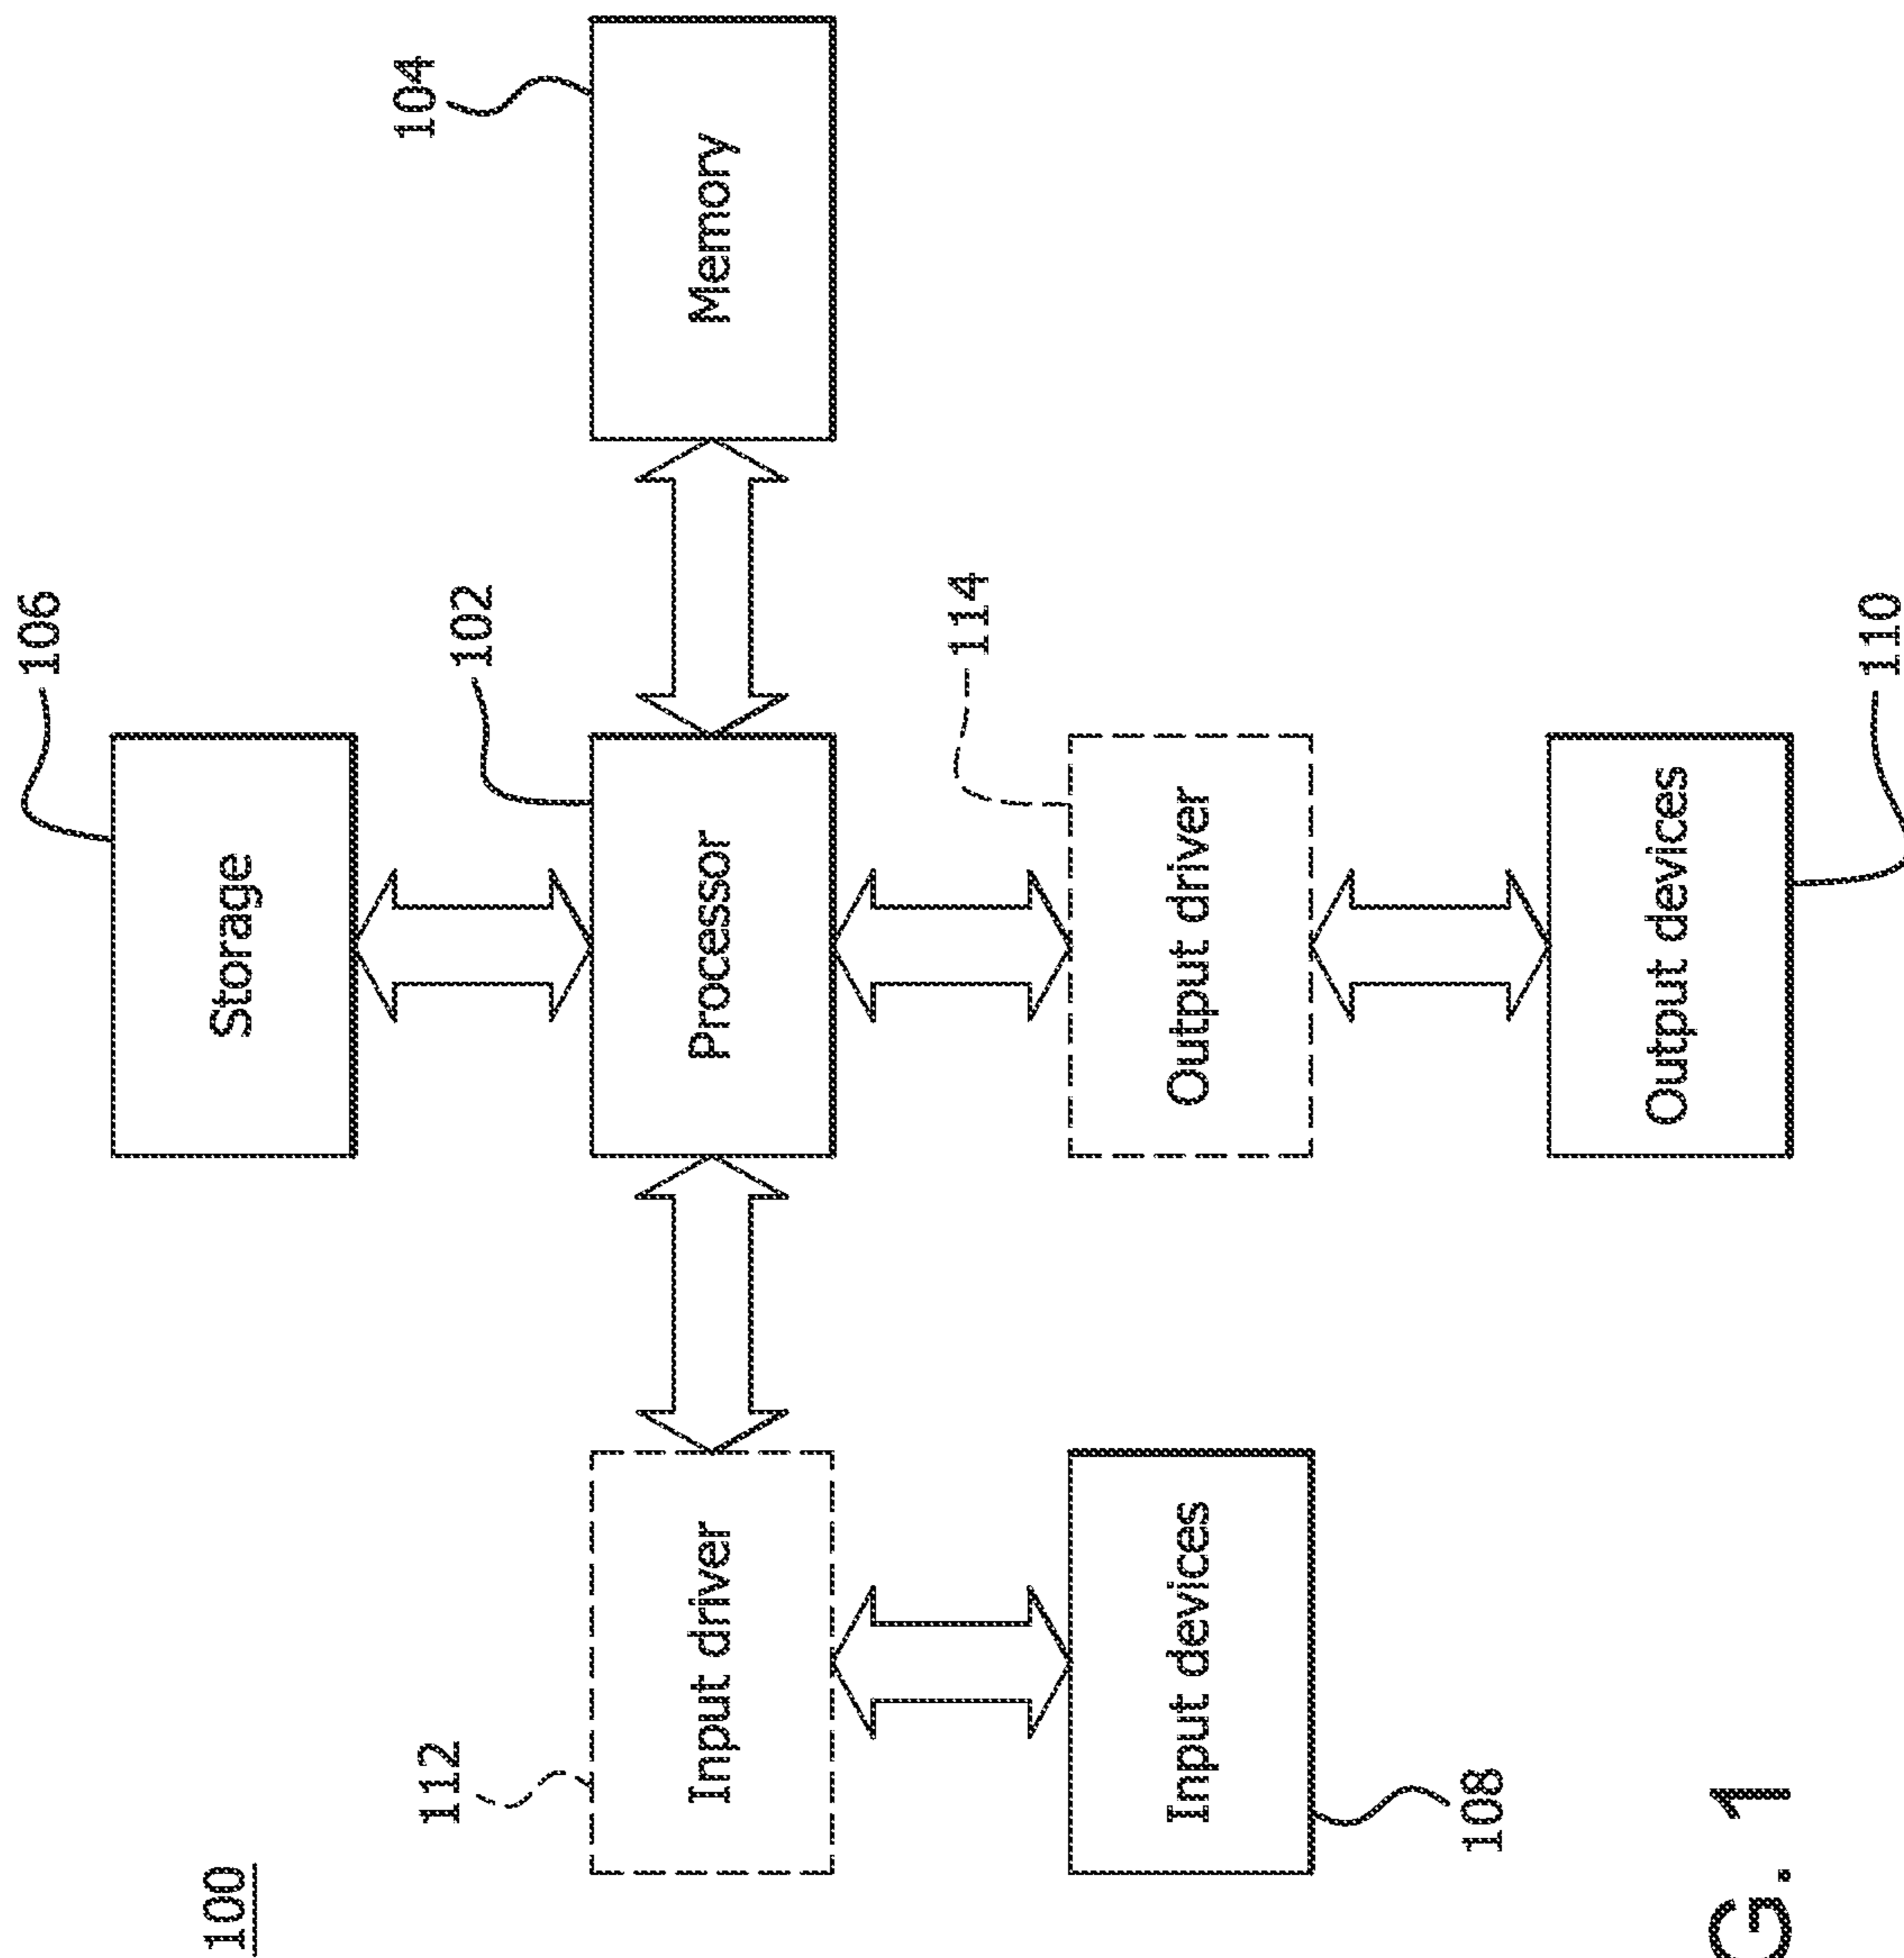 106
100
Storage
104
112
102
Input driver
Processor
Memory
114
Input devices
Output driver
108
Output devices
G. 1
110